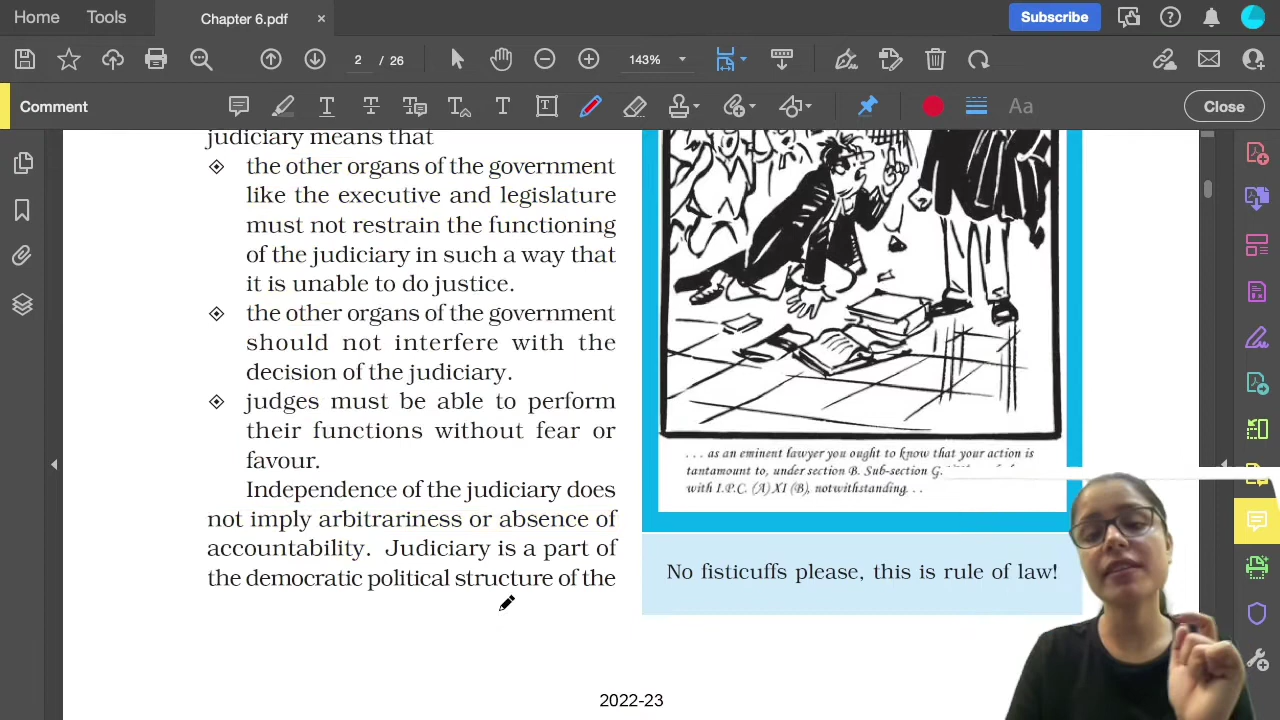 Home
Tools
Chapter 6.pdf
×
Subscribe
2 / 26
143%
Comment
Aa
Close
judiciary means that
the other organs of the government
like the executive and legislature
must not restrain the functioning
of the judiciary in such a way that
it is unable to do justice.
the other organs of the government
should not interfere with the
decision of the judiciary.
judges must be able to perform
their functions without fear or
favour.
Independence of the judiciary does
not imply arbitrariness or absence of
accountability. Judiciary is a part of
the democratic political structure of the
. . . as an eminent lawyer you ought to know that your action is
tantamount to, under section B. Sub-section G.
with I.P.C. (A) XI (B), notwithstanding. . .
No fisticuffs please, this is rule of law!
2022-23